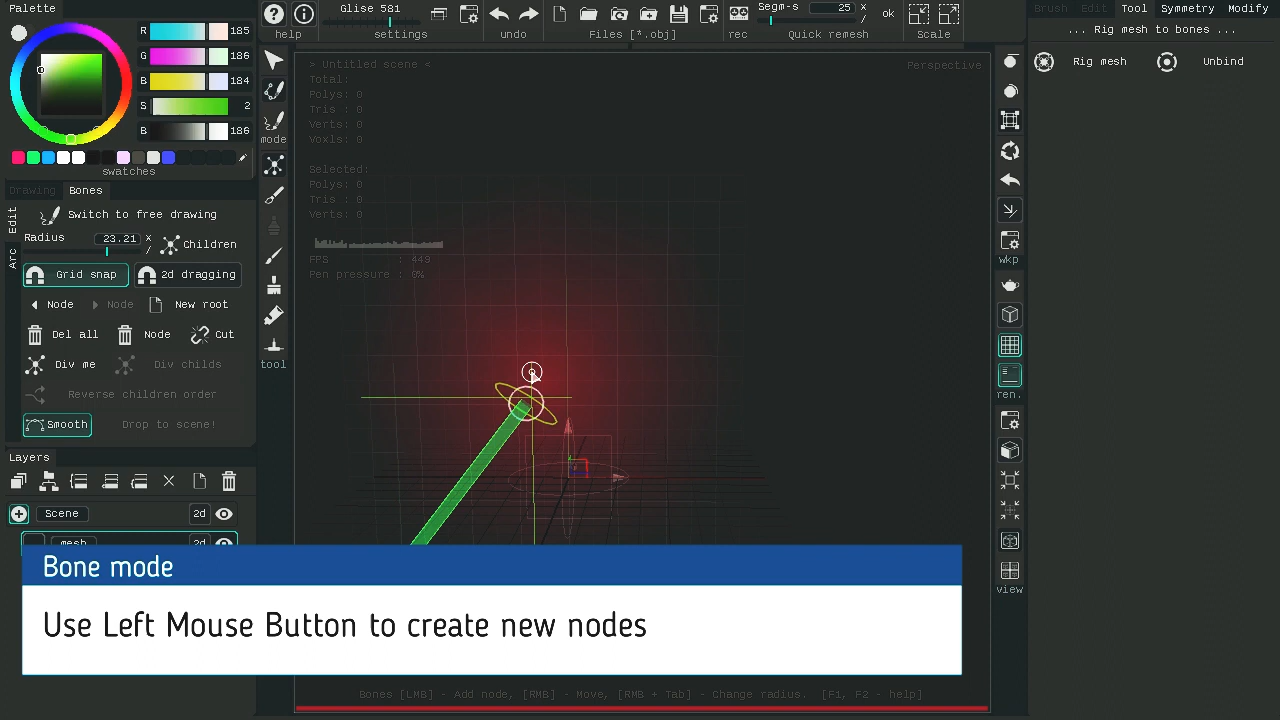 Palette
R 185
G 186
B 184
S 2
B 186
swatches
Drawing Bones
Edit
Arc
Switch to free drawing
Radius 23.21 x /
Children
Grid snap 2d dragging
Node Node New root
Del all Node Cut
Div me Div childs
Reverse children order
Smooth Drop to scene!
Layers
Scene 2d
mesh 2d
help
Glise 581
settings
undo
Files [*.obj]
rec
Segm-s 25 x /
ok
Quick remesh
Scale
mode
tool
> Untitled scene <
Perspective
Total:
Polys: 0
Tris : 0
Verts: 0
Voxls: 0
Selected:
Polys: 0
Tris : 0
Verts: 0
FPS : 449
Pen pressure : 0%
wkp
ren.
view
Brush Edit Tool Symmetry Modify
... Rig mesh to bones ...
Rig mesh Unbind
Bone mode
Use Left Mouse Button to create new nodes
Bones [LMB] - Add node, [RMB] - Move, [RMB + Tab] - Change radius. [F1, F2 - help]